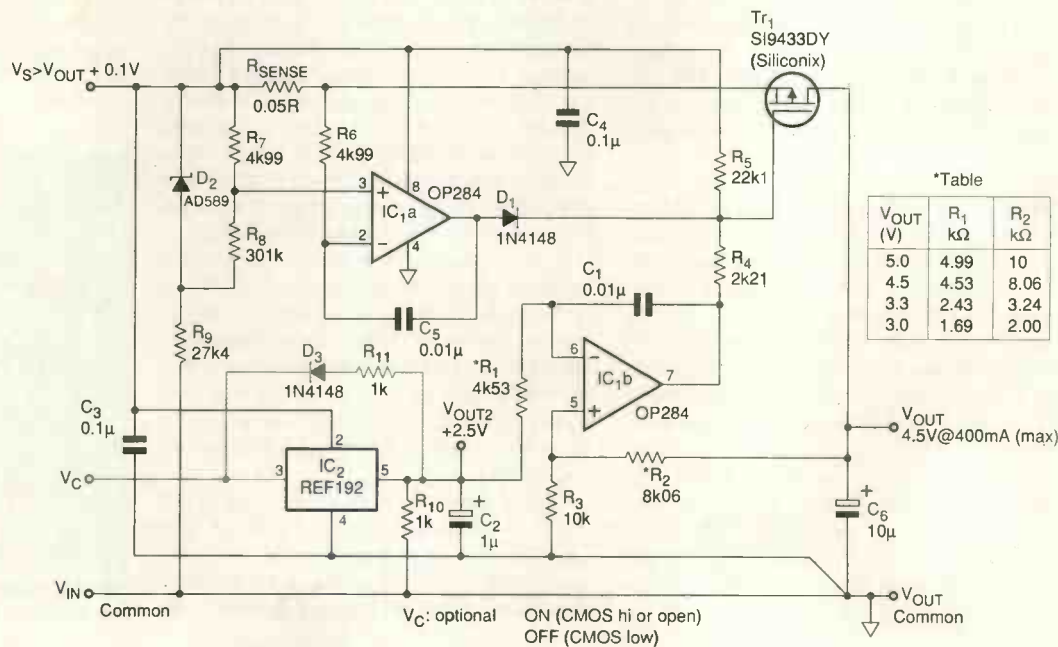 Tr1
SI9433DY
(Siliconix)
VS>VOUT + 0.1V
RSENSE
0.05R
R7
4k99
R6
4k99
C4
0.1µ
R5
22k1
D2
AD589
3
+
8
OP284
IC1a
2
–
4
D1
1N4148
R8
301k
R4
2k21
C5
0.01µ
C1
0.01µ
R9
27k4
D3
1N4148
R11
1k
*R1
4k53
6
–
IC1b
7
5
+
OP284
VOUT2
+2.5V
C3
0.1µ
VC
2
3
IC2
REF192
5
4
R10
1k
+
C2
1µ
R3
10k
*R2
8k06
VOUT
4.5V@400mA (max)
+
C6
10µ
VIN
Common
VOUT
Common
VC: optional ON (CMOS hi or open)
OFF (CMOS low)
*Table
VOUT (V) R1 kΩ R2 kΩ
5.0 4.99 10
4.5 4.53 8.06
3.3 2.43 3.24
3.0 1.69 2.00